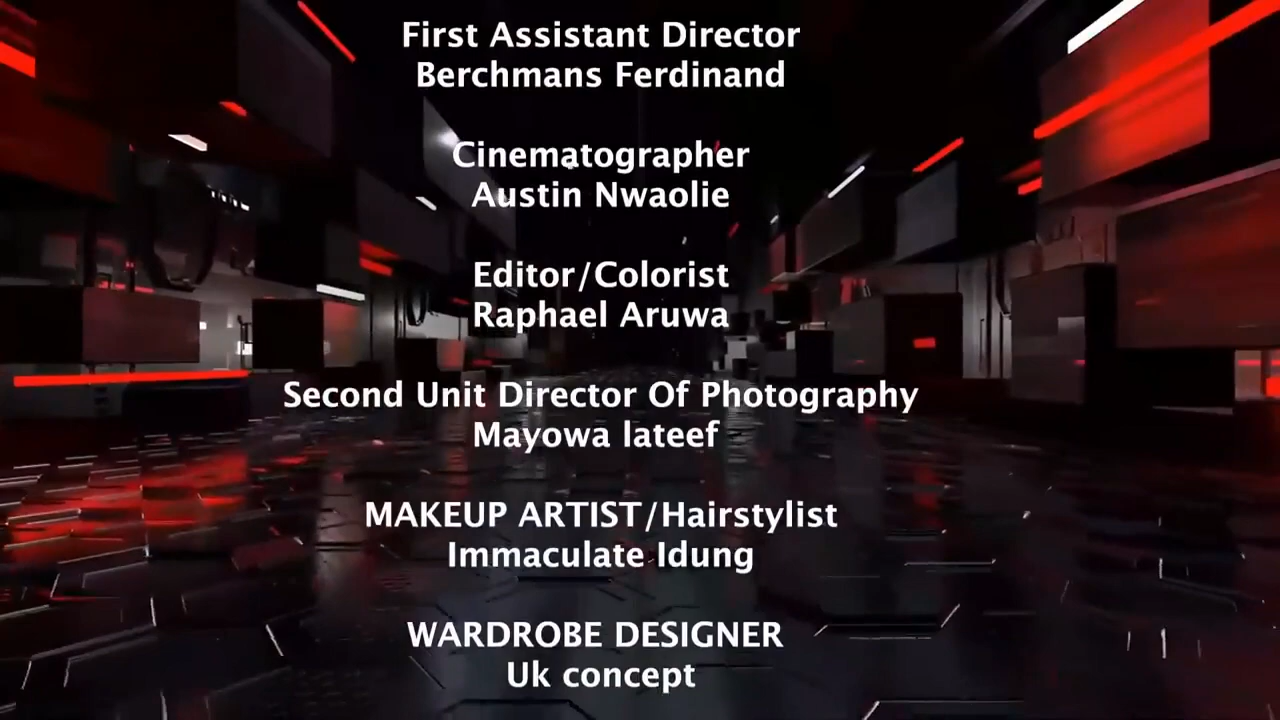 First Assistant Director
Berchmans Ferdinand
Cinematographer
Austin Nwaolie
Editor/Colorist
Raphael Aruwa
Second Unit Director Of Photography
Mayowa lateef
MAKEUP ARTIST/Hairstylist
Immaculate Idung
WARDROBE DESIGNER
Uk concept